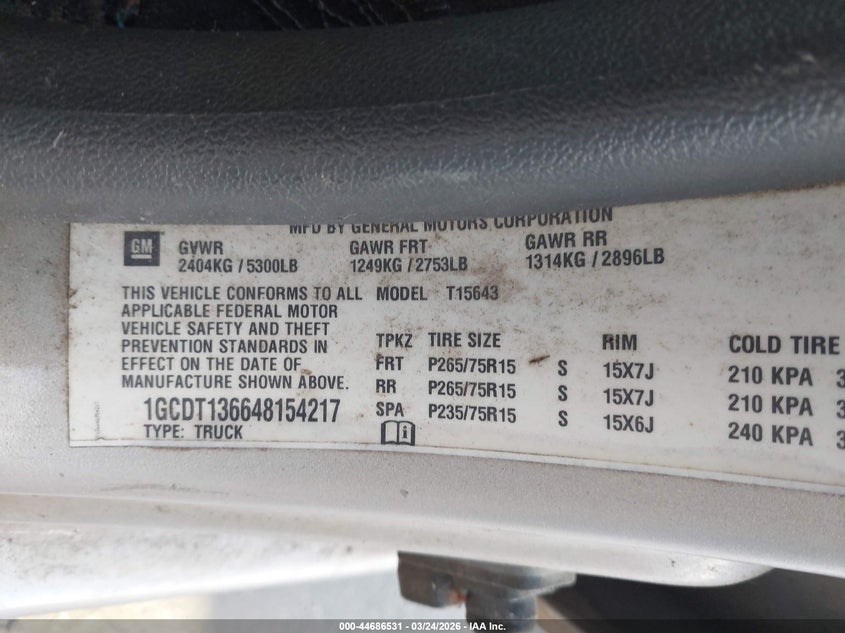 MFD BY GENERAL MOTORS CORPORATION
GM
GVWR GAWR FRT GAWR RR
2404KG / 5300LB 1249KG / 2753LB 1314KG / 2896LB
THIS VEHICLE CONFORMS TO ALL
APPLICABLE FEDERAL MOTOR
VEHICLE SAFETY AND THEFT
PREVENTION STANDARDS IN
EFFECT ON THE DATE OF
MANUFACTURE SHOWN ABOVE.
1GCDT136648154217
TYPE: TRUCK
MODEL T15643
TPKZ TIRE SIZE RIM COLD TIRE
FRT P265/75R15 S 15X7J 210 KPA 3
RR P265/75R15 S 15X7J 210 KPA 3
SPA P235/75R15 S 15X6J 240 KPA 3
000-44686531 - 03/24/2026 - IAA, Inc.